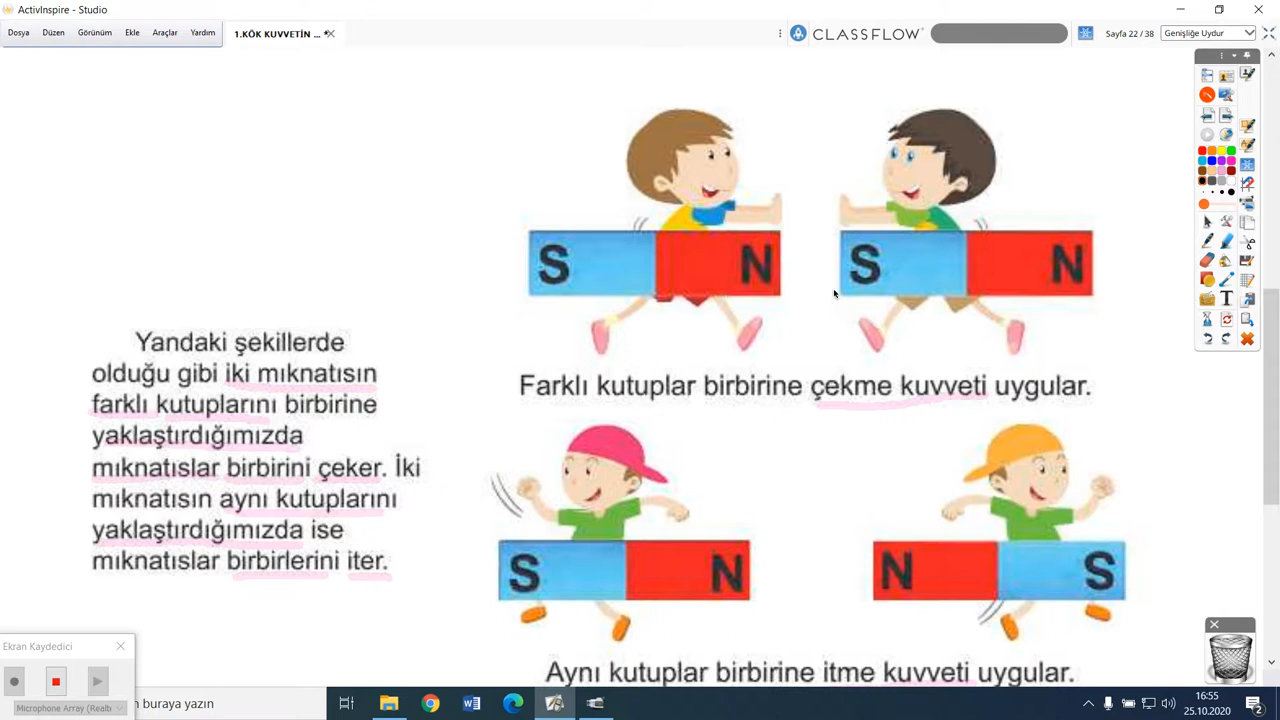 ActivInspire - Studio
Dosya Düzen Görünüm Ekle Araçlar Yardım
1.KÖK KUVVETİN ...
CLASSFLOW
Sayfa 22 / 38
Genişliğe Uydur
S N
S N
Farklı kutuplar birbirine çekme kuvveti uygular.
Yandaki şekillerde
olduğu gibi iki mıknatısın
farklı kutuplarını birbirine
yaklaştırdığımızda
mıknatıslar birbirini çeker. İki
mıknatısın aynı kutuplarını
yaklaştırdığımızda ise
mıknatıslar birbirlerini iter.
S N
N S
Aynı kutuplar birbirine itme kuvveti uygular.
T
Ekran Kaydedici
Microphone Array (Realt
n buraya yazın
16:55
25.10.2020
2